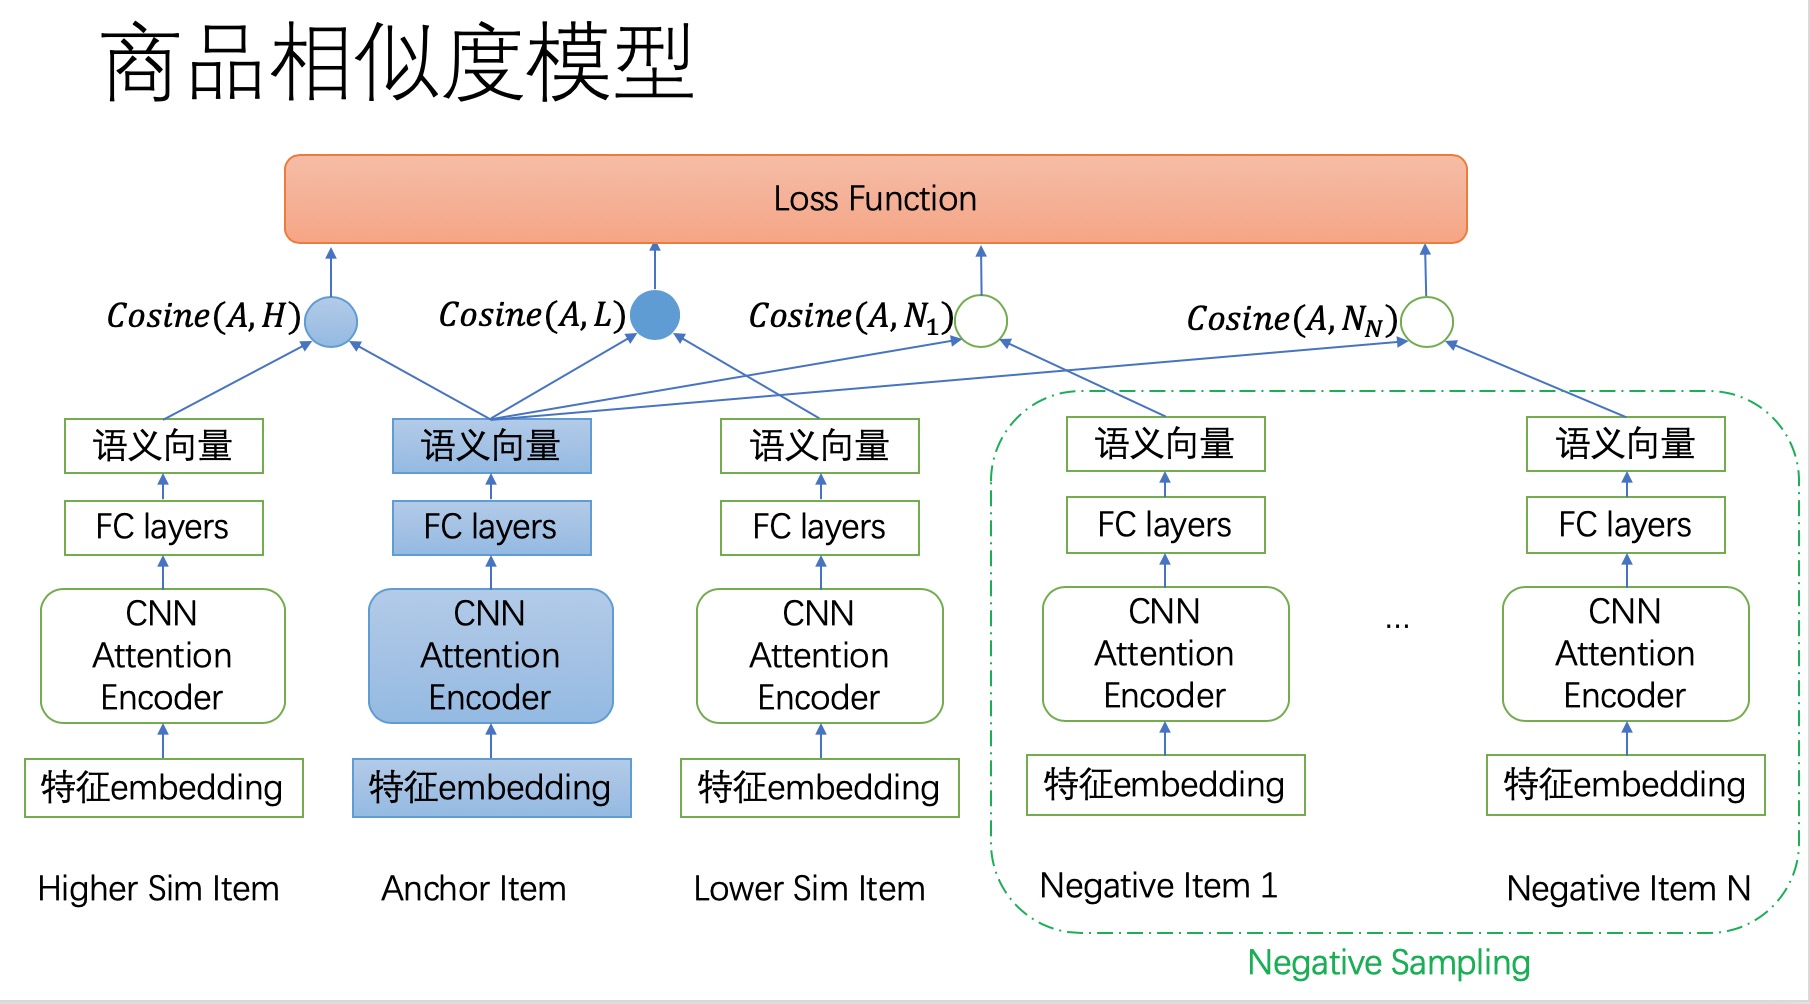 商品相似度模型
Loss Function
Cosine(A,H)
Cosine(A,L)
Cosine(A,N₁)
Cosine(A,N_N)
语义向量
语义向量
语义向量
语义向量
语义向量
FC layers
FC layers
FC layers
FC layers
FC layers
CNN
Attention
Encoder
CNN
Attention
Encoder
CNN
Attention
Encoder
CNN
Attention
Encoder
...
CNN
Attention
Encoder
特征embedding
特征embedding
特征embedding
特征embedding
特征embedding
Higher Sim Item
Anchor Item
Lower Sim Item
Negative Item 1
Negative Item N
Negative Sampling